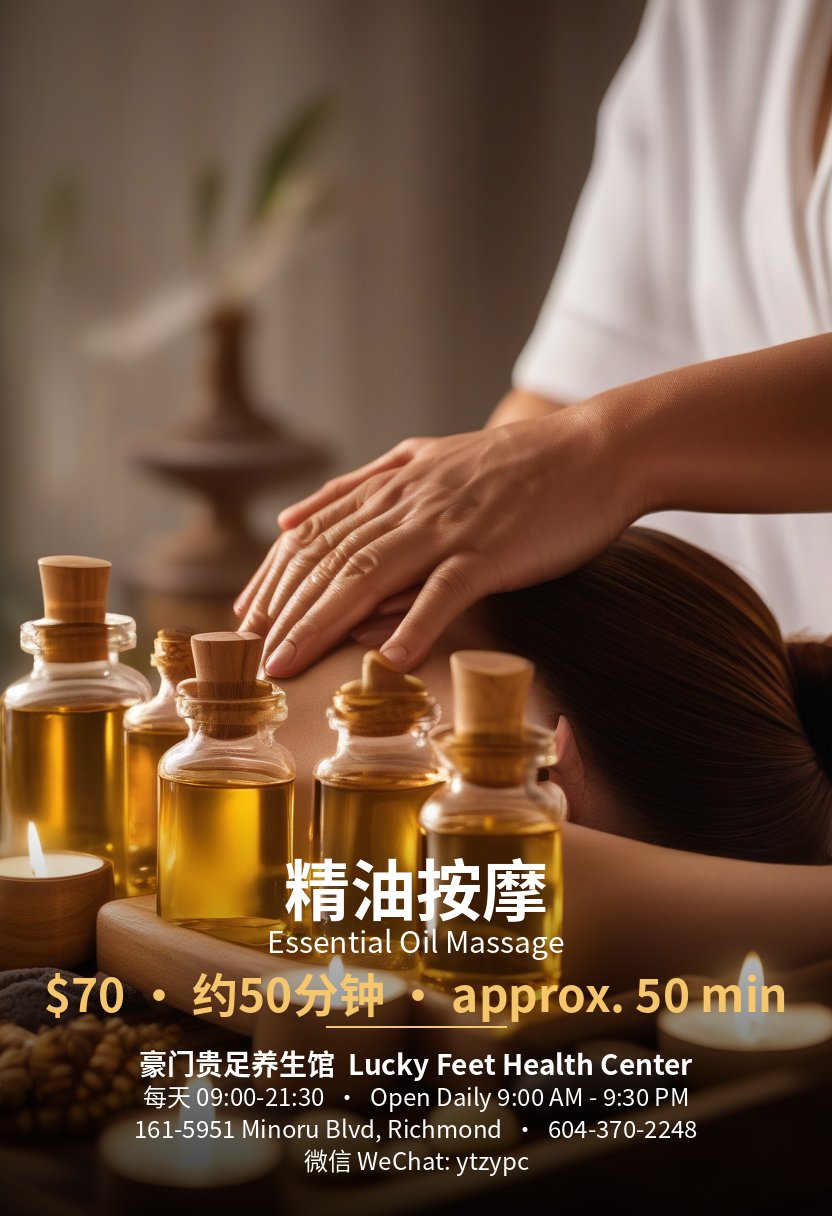 精油按摩
Essential Oil Massage
$70 · 约50分钟 · approx. 50 min
豪门贵足养生馆 Lucky Feet Health Center
每天 09:00-21:30 · Open Daily 9:00 AM - 9:30 PM
161-5951 Minoru Blvd, Richmond · 604-370-2248
微信 WeChat: ytzypc